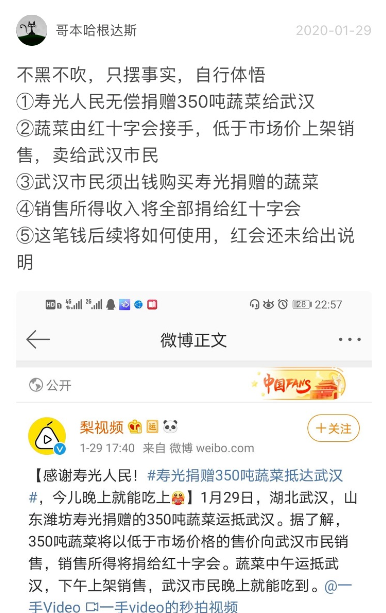 哥本哈根达斯
2020-01-29
不黑不吹，只摆事实，自行体悟
①寿光人民无偿捐赠350吨蔬菜给武汉
②蔬菜由红十字会接手，低于市场价上架销
售，卖给武汉市民
③武汉市民须出钱购买寿光捐赠的蔬菜
④销售所得收入将全部捐给红十字会
⑤这笔钱后续将如何使用，红会还未给出说
明
22:57
微博正文
公开
中国FANS
梨视频
+关注
1-29 17:40 来自 微博 weibo.com
【感谢寿光人民！#寿光捐赠350吨蔬菜抵达武汉
#，今儿晚上就能吃上】1月29日，湖北武汉，山
东潍坊寿光捐赠的350吨蔬菜运抵武汉。据了解，
350吨蔬菜将以低于市场价格的售价向武汉市民销
售，销售所得将捐给红十字会。蔬菜中午运抵武
汉，下午上架销售，武汉市民晚上就能吃到。@一
手Video 一手video的秒拍视频